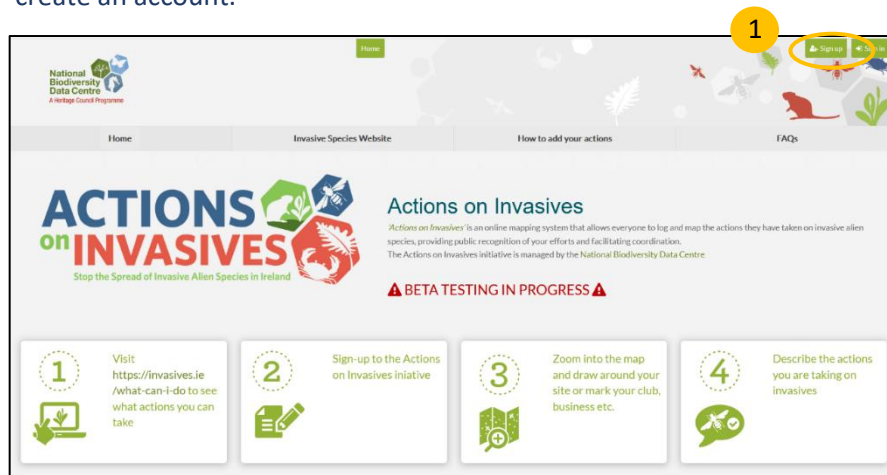 create an account.
1
Home
Sign up
Sign in
National
Biodiversity
Data Centre
A Heritage Council Programme
Home
Invasive Species Website
How to add your actions
FAQs
ACTIONS
on INVASIVES
Stop the Spread of Invasive Alien Species in Ireland
Actions on Invasives
'Actions on Invasives' is an online mapping system that allows everyone to log and map the actions they have taken on invasive alien
species, providing public recognition of your efforts and facilitating coordination.
The Actions on Invasives initiative is managed by the National Biodiversity Data Centre
BETA TESTING IN PROGRESS
1
Visit
https://invasives.ie
/what-can-i-do to see
what actions you can
take
2
Sign-up to the Actions
on Invasives iniative
3
Zoom into the map
and draw around your
site or mark your club,
business etc.
4
Describe the actions
you are taking on
invasives